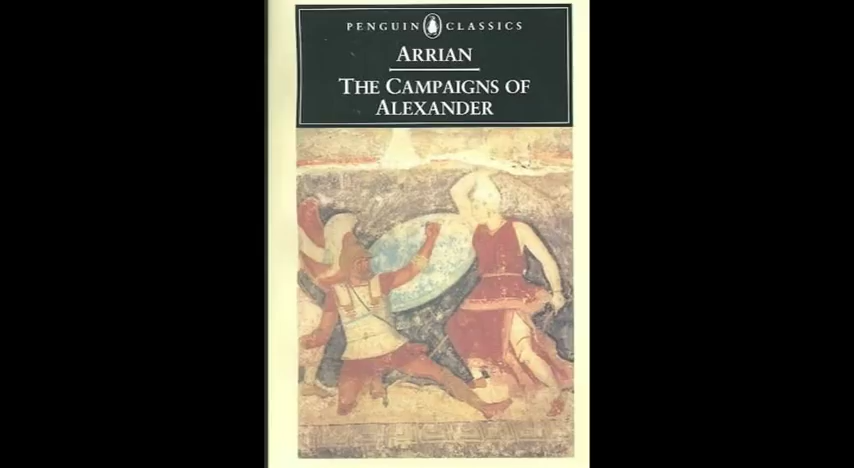 PENGUIN CLASSICS
ARRIAN
THE CAMPAIGNS OF
ALEXANDER